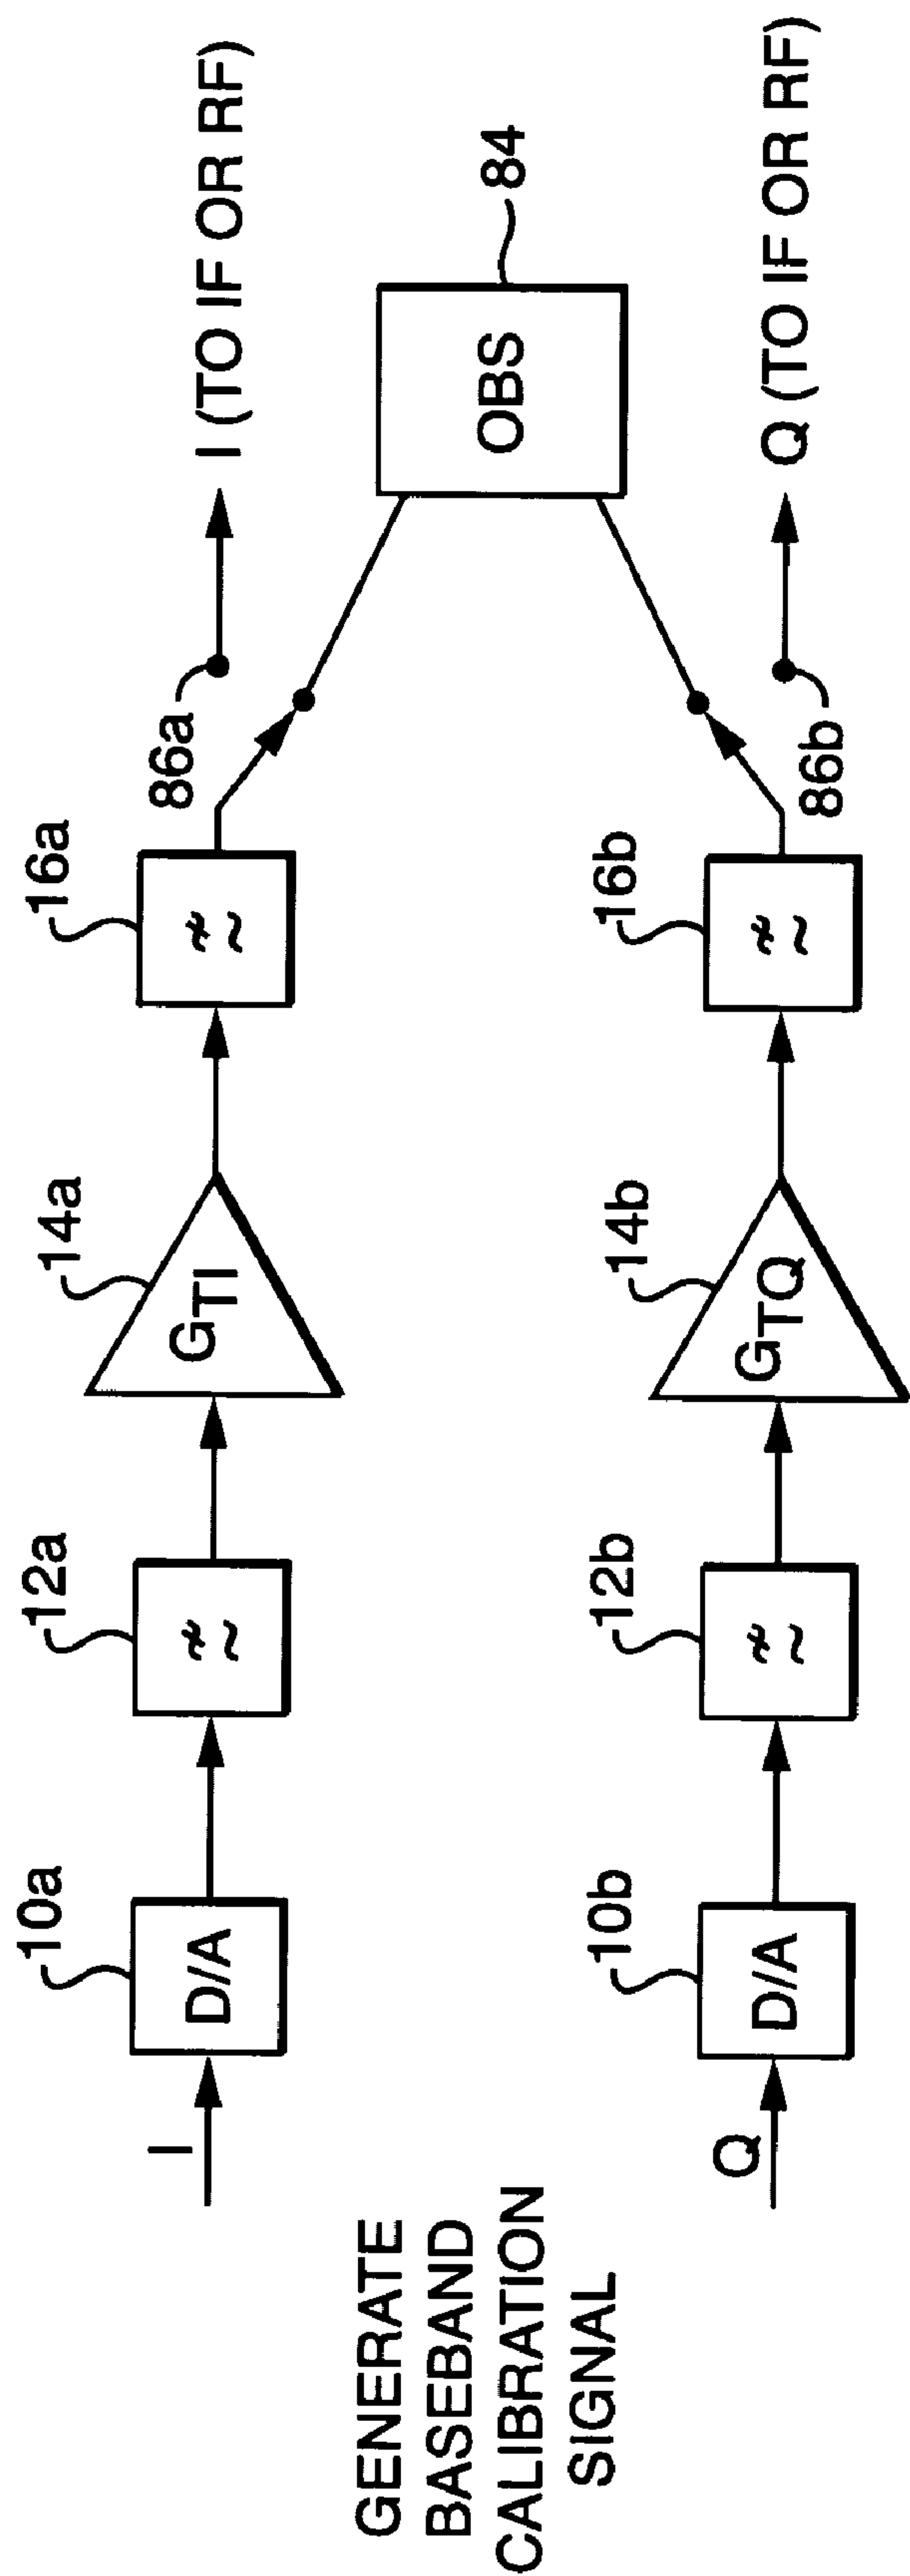 GENERATE
BASEBAND
CALIBRATION
SIGNAL
I
10a
D/A
12a
14a
GTI
16a
86a
I (TO IF OR RF)
OBS
84
Q
10b
D/A
12b
14b
GTQ
16b
86b
Q (TO IF OR RF)